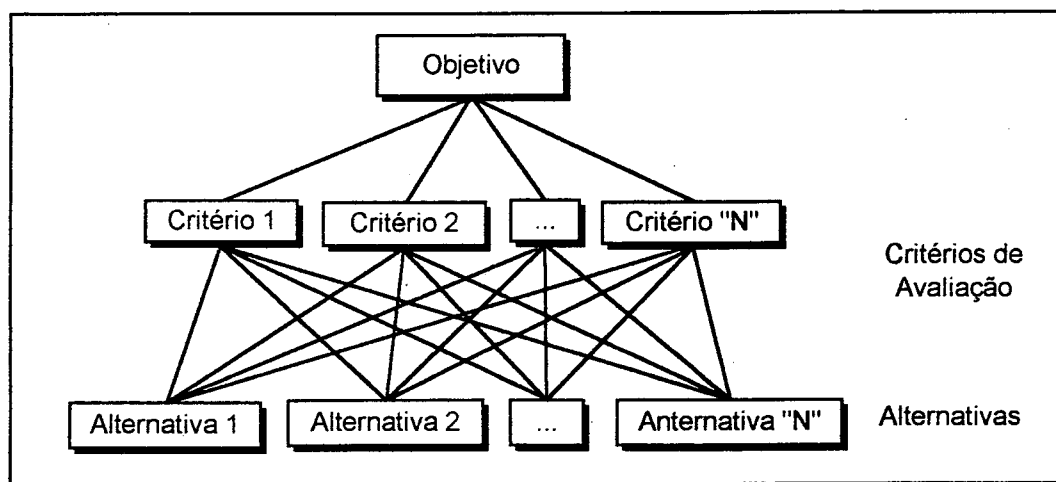 Objetivo
Critério 1
Critério 2
...
Critério "N"
Critérios de
Avaliação
Alternativa 1
Alternativa 2
...
Anternativa "N"
Alternativas